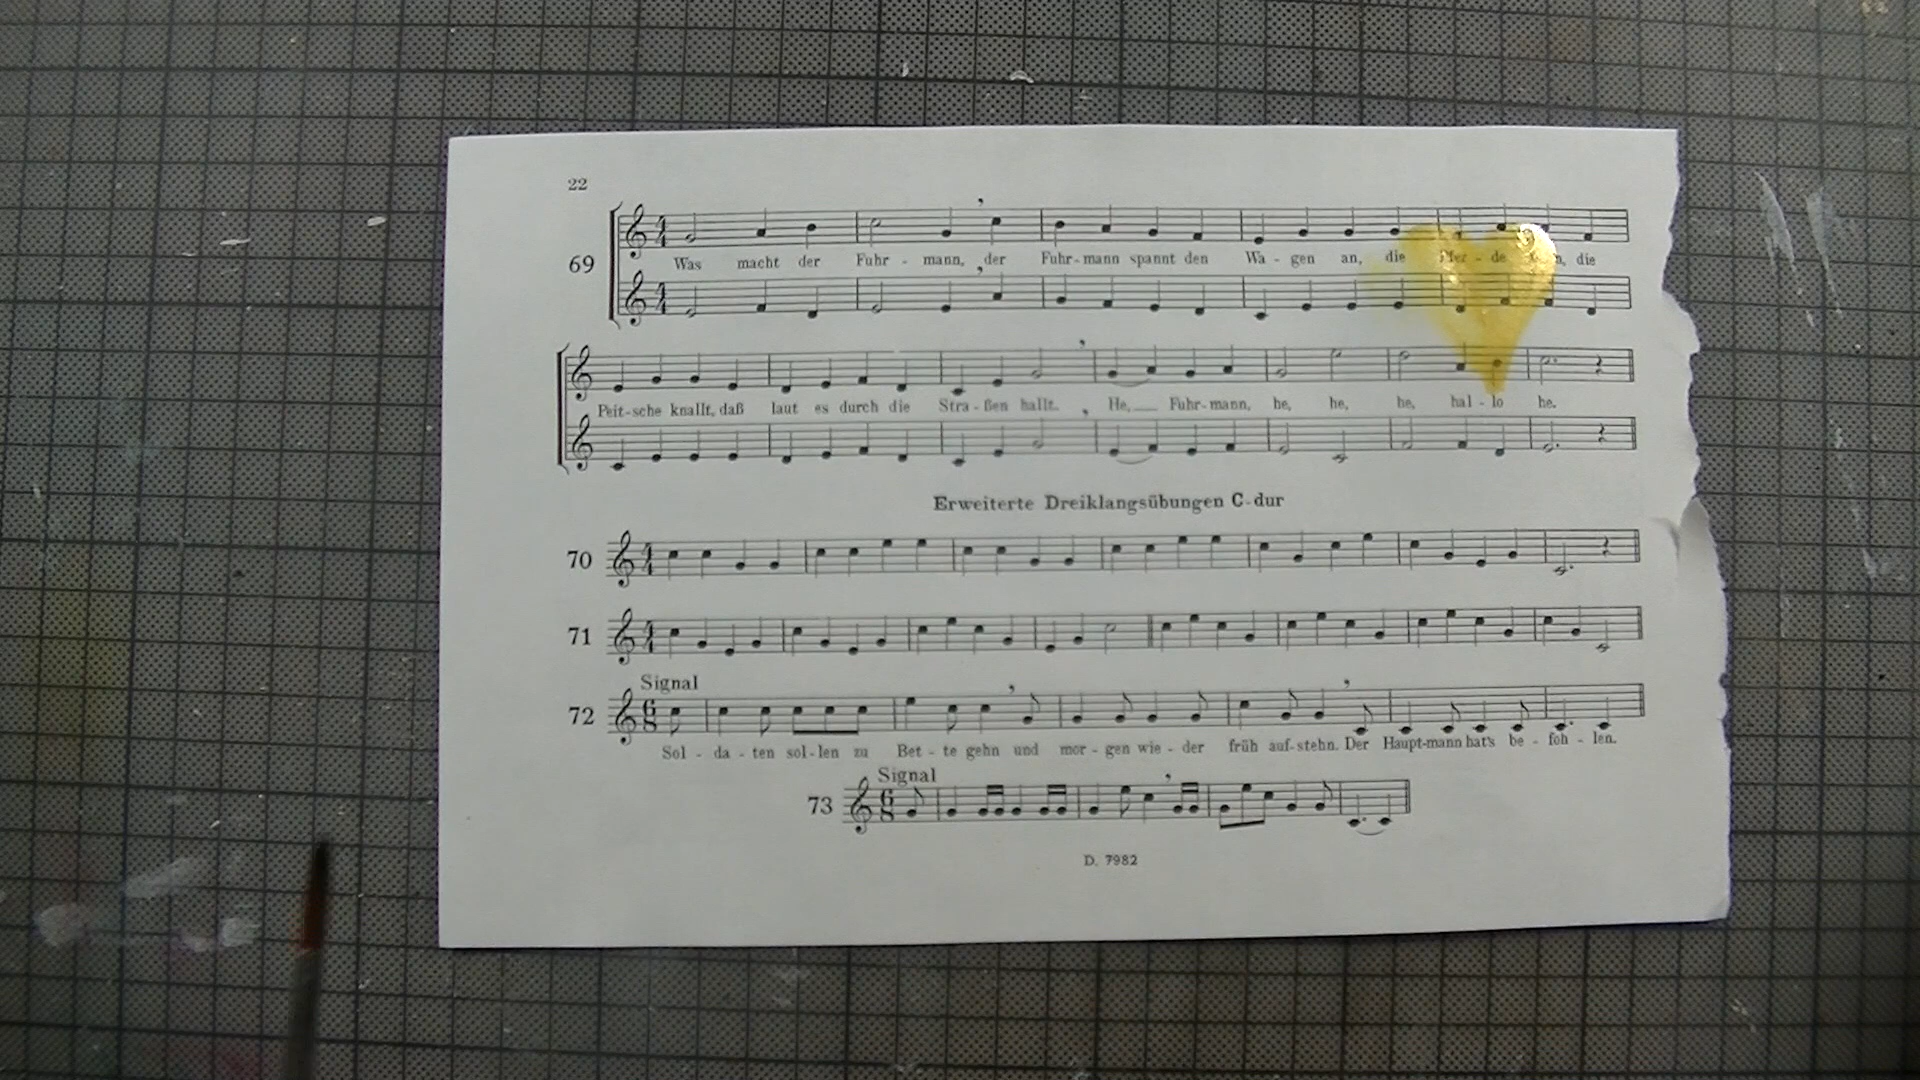 22
69
Was macht der Fuhr - mann, der Fuhr - mann spannt den Wa - gen an, die Pfer - de die
Peit - sche knallt, daß laut es durch die Stra - ßen hallt. He, Fuhr - mann, he, he, he, hal - lo he.
Erweiterte Dreiklangsübungen C-dur
70
71
Signal
72
Sol - da - ten sol - len zu Bet - te gehn und mor - gen wie - der früh auf - stehn. Der Haupt - mann hat's be - foh - len.
Signal
73
D. 7982